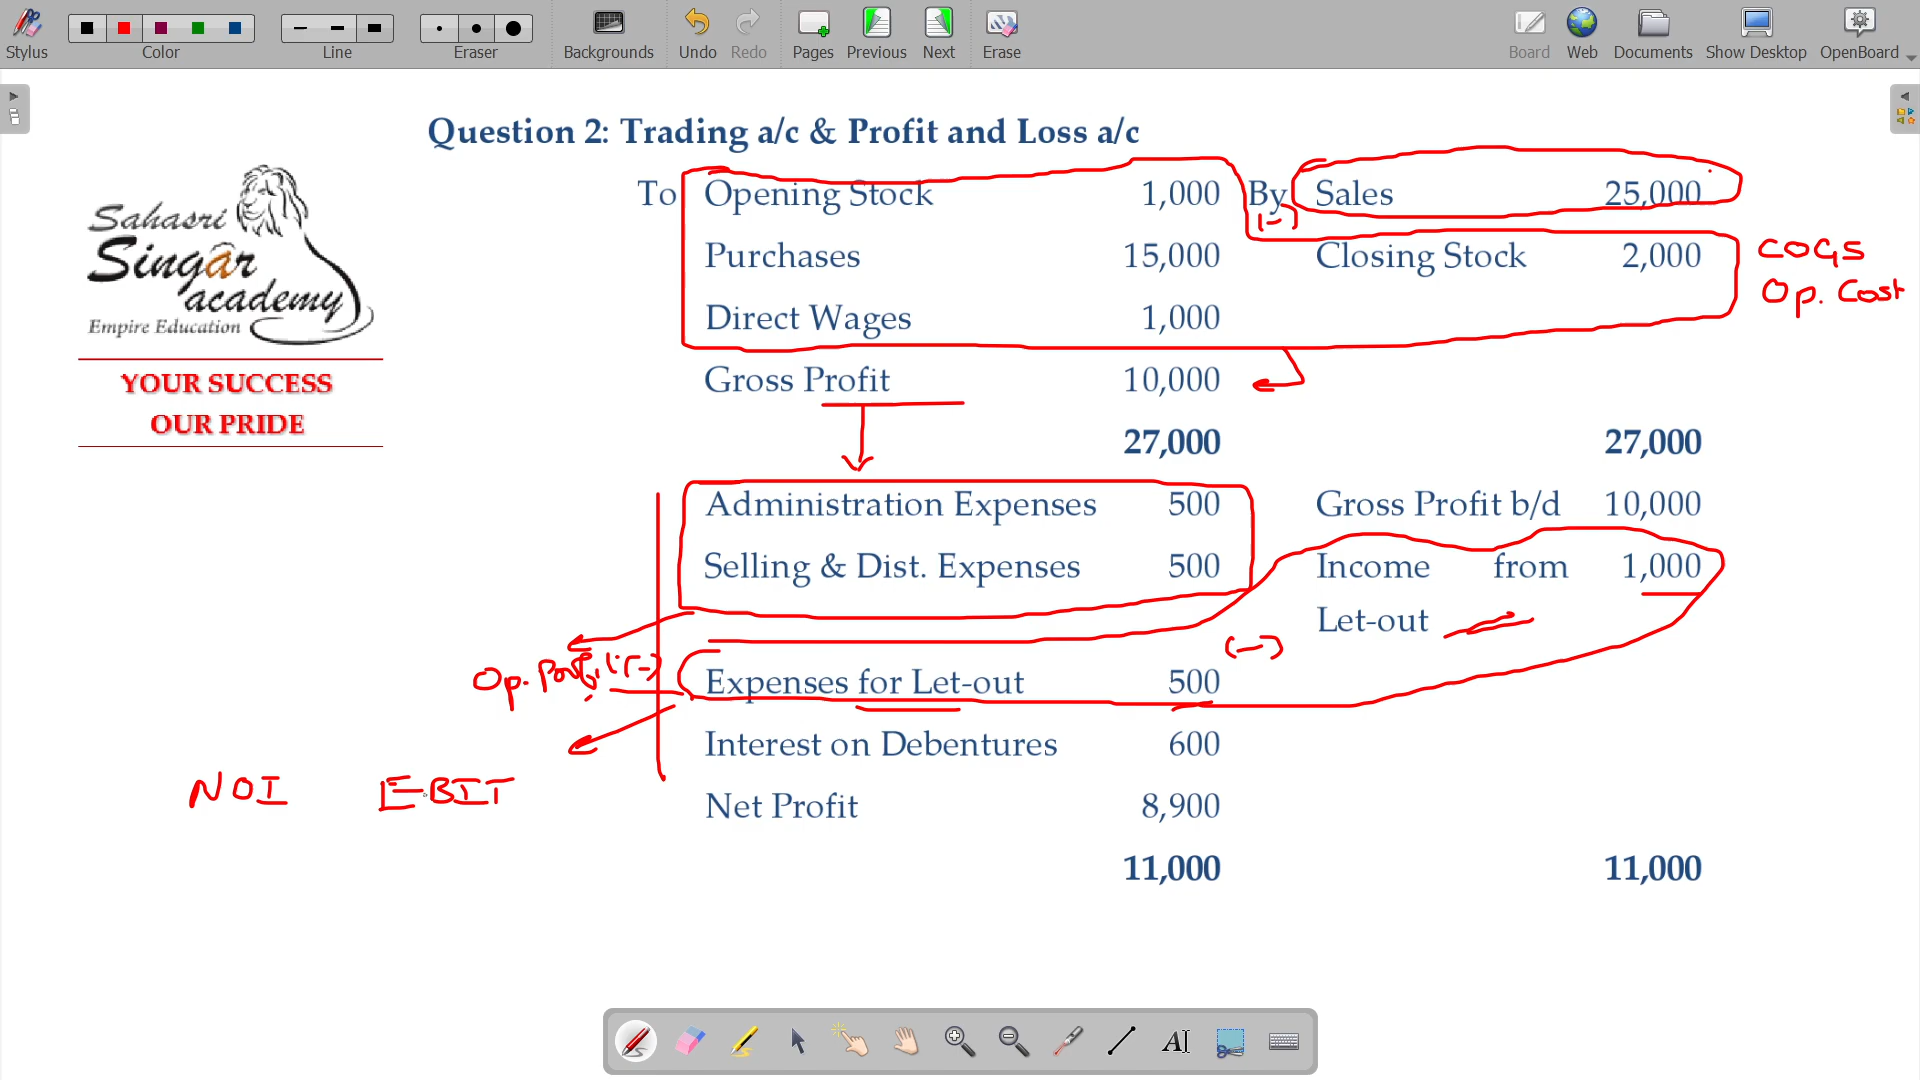 Stylus Color Line Eraser Backgrounds Undo Redo Pages Previous Next Erase Board Web Documents Show Desktop OpenBoard
Question 2: Trading a/c & Profit and Loss a/c
Sahasri
Singar
academy
Empire Education
YOUR SUCCESS
OUR PRIDE
To Opening Stock 1,000 By Sales 25,000
(-)
Purchases 15,000 Closing Stock 2,000
COGS
Op. Cost
Direct Wages 1,000
Gross Profit 10,000
27,000 27,000
Administration Expenses 500 Gross Profit b/d 10,000
Selling & Dist. Expenses 500 Income from 1,000
Let-out
(-)
Op. Profit (-)
Expenses for Let-out 500
Interest on Debentures 600
NOI EBIT
Net Profit 8,900
11,000 11,000
AI